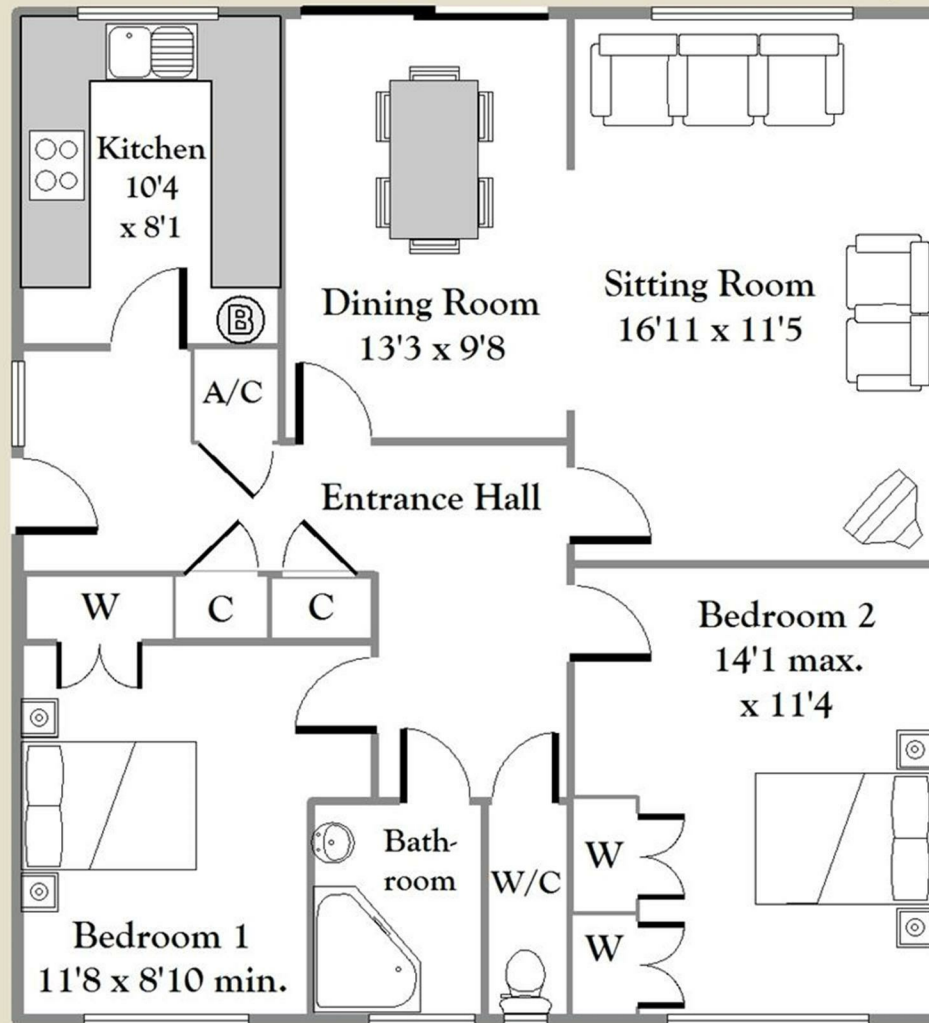 Kitchen
10'4
x 8'1
B
Dining Room
13'3 x 9'8
Sitting Room
16'11 x 11'5
A/C
Entrance Hall
W
C
C
Bedroom 2
14'1 max.
x 11'4
Bath-
room
W/C
W
W
Bedroom 1
11'8 x 8'10 min.